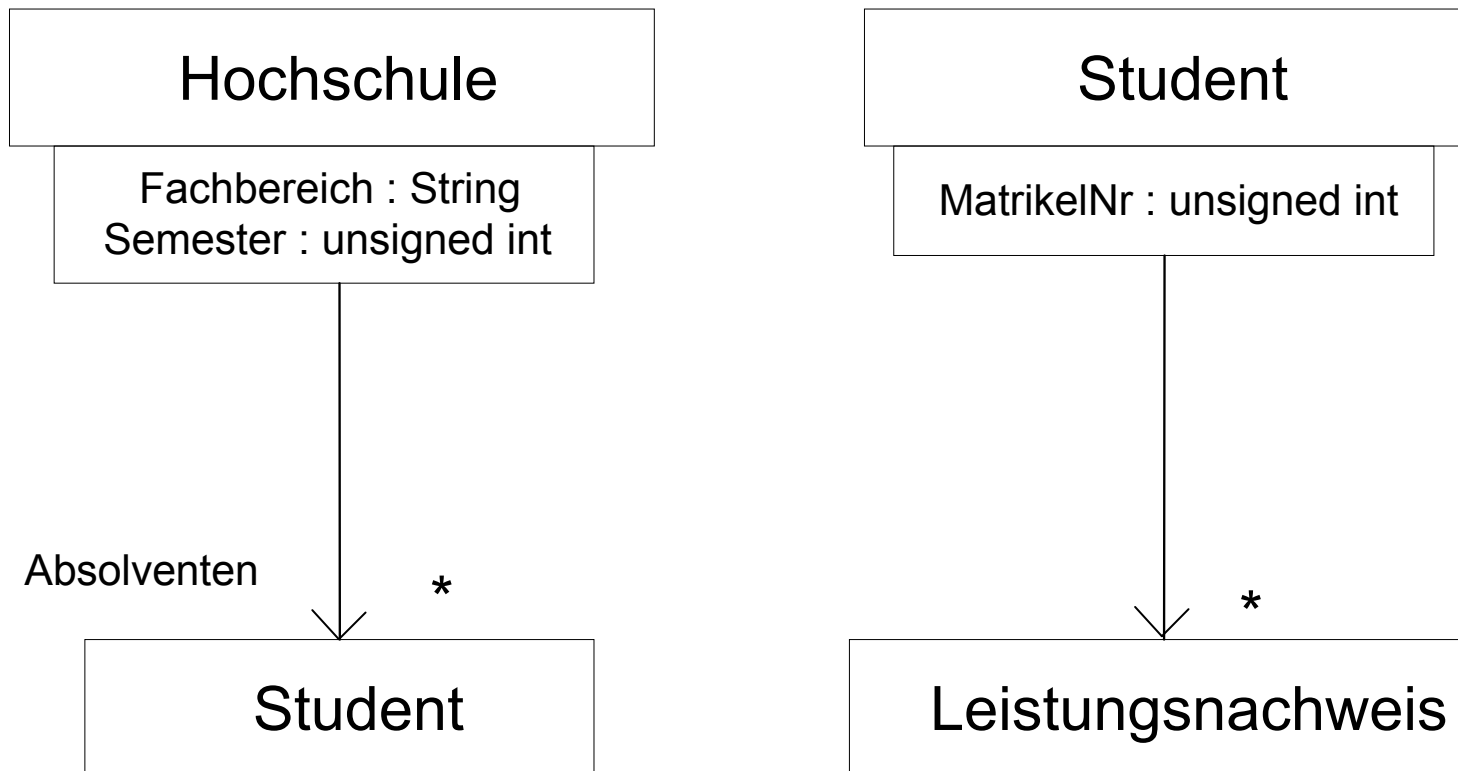 Hochschule
Fachbereich : String
Semester : unsigned int
Absolventen
*
Student
Student
MatrikelNr : unsigned int
*
Leistungsnachweis